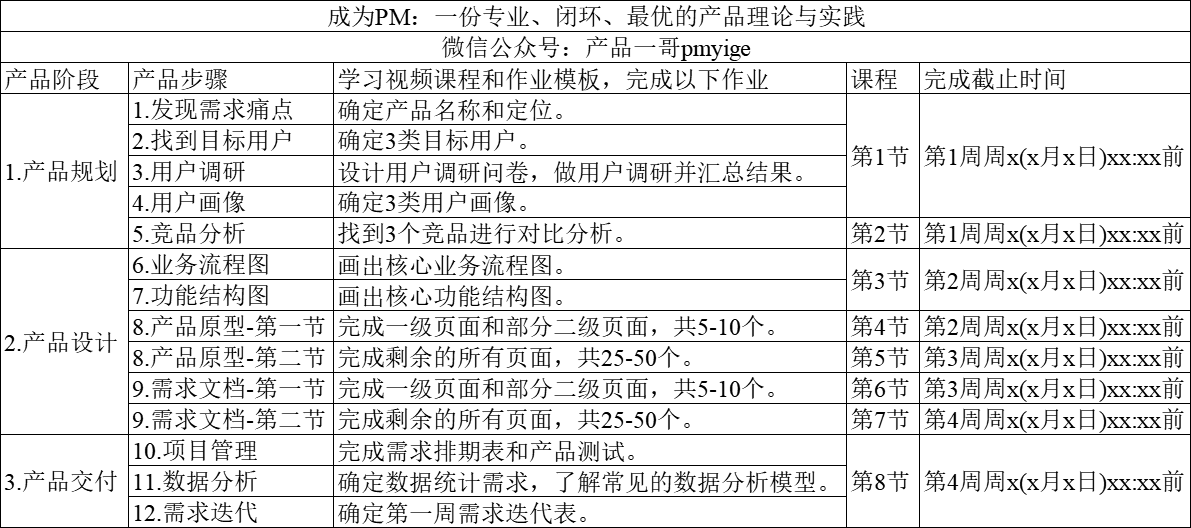 成为PM：一份专业、闭环、最优的产品理论与实践
微信公众号：产品一哥pmyige
产品阶段 产品步骤 学习视频课程和作业模板，完成以下作业 课程 完成截止时间
1.产品规划 1.发现需求痛点 确定产品名称和定位。 第1节 第1周周x(x月x日)xx:xx前
2.找到目标用户 确定3类目标用户。
3.用户调研 设计用户调研问卷，做用户调研并汇总结果。
4.用户画像 确定3类用户画像。
5.竞品分析 找到3个竞品进行对比分析。 第2节 第1周周x(x月x日)xx:xx前
2.产品设计 6.业务流程图 画出核心业务流程图。 第3节 第2周周x(x月x日)xx:xx前
7.功能结构图 画出核心功能结构图。
8.产品原型-第一节 完成一级页面和部分二级页面，共5-10个。 第4节 第2周周x(x月x日)xx:xx前
8.产品原型-第二节 完成剩余的所有页面，共25-50个。 第5节 第3周周x(x月x日)xx:xx前
9.需求文档-第一节 完成一级页面和部分二级页面，共5-10个。 第6节 第3周周x(x月x日)xx:xx前
9.需求文档-第二节 完成剩余的所有页面，共25-50个。 第7节 第4周周x(x月x日)xx:xx前
3.产品交付 10.项目管理 完成需求排期表和产品测试。 第8节 第4周周x(x月x日)xx:xx前
11.数据分析 确定数据统计需求，了解常见的数据分析模型。
12.需求迭代 确定第一周需求迭代表。